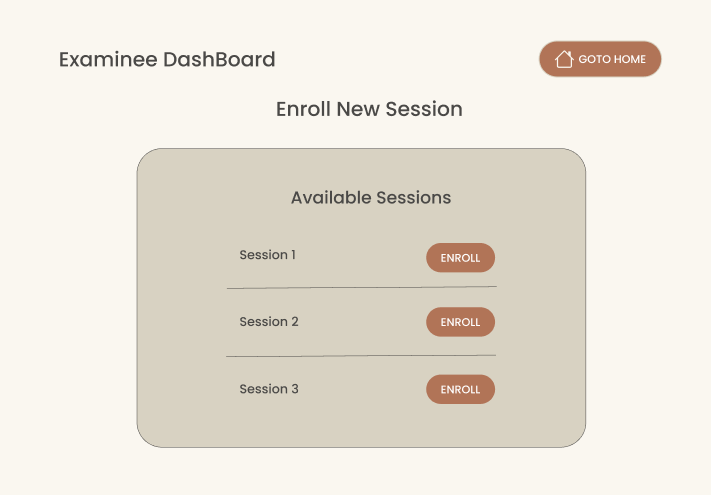 Examinee DashBoard
GOTO HOME
Enroll New Session
Available Sessions
Session 1
ENROLL
Session 2
ENROLL
Session 3
ENROLL